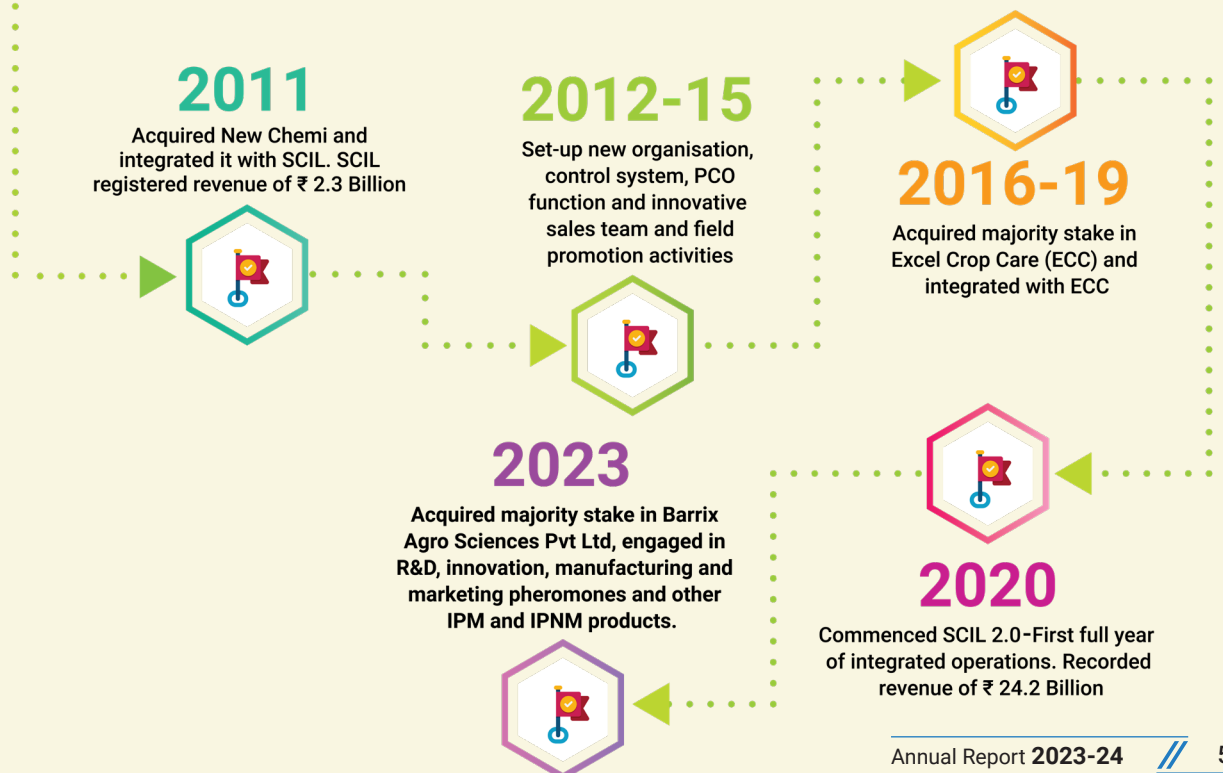 2011
Acquired New Chemi and
integrated it with SCIL. SCIL
registered revenue of ₹ 2.3 Billion
2012-15
Set-up new organisation,
control system, PCO
function and innovative
sales team and field
promotion activities
2016-19
Acquired majority stake in
Excel Crop Care (ECC) and
integrated with ECC
2020
Commenced SCIL 2.0-First full year
of integrated operations. Recorded
revenue of ₹ 24.2 Billion
2023
Acquired majority stake in Barrix
Agro Sciences Pvt Ltd, engaged in
R&D, innovation, manufacturing and
marketing pheromones and other
IPM and IPNM products.
Annual Report 2023-24